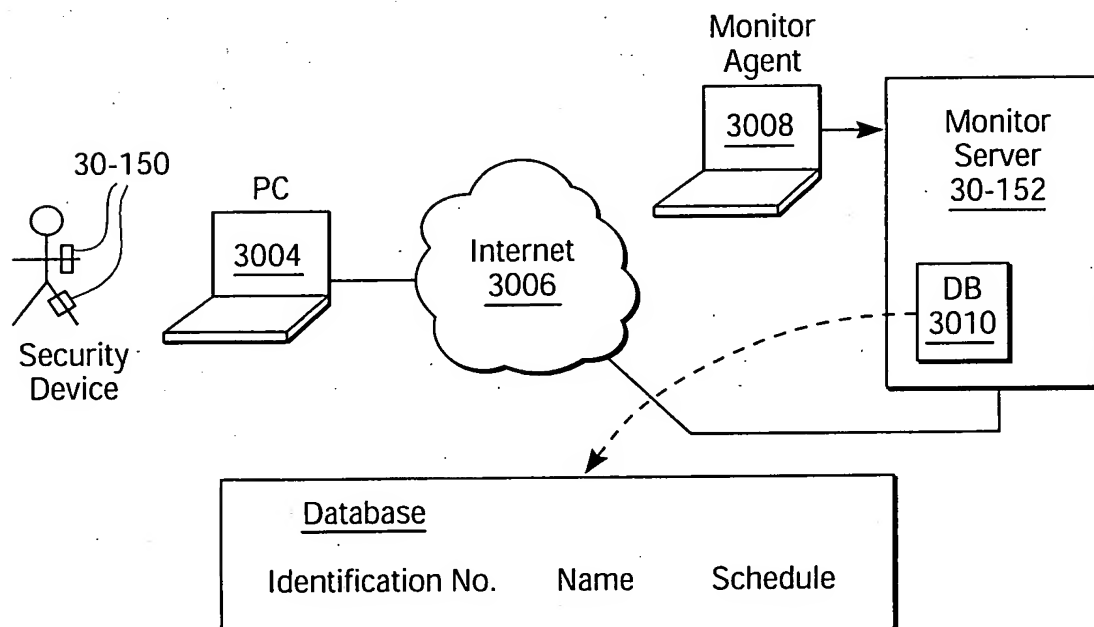 Monitor
Agent
3008
Monitor
Server
30-152
30-150
PC
3004
Internet
3006
DB
3010
Security
Device
Database
Identification No. Name Schedule